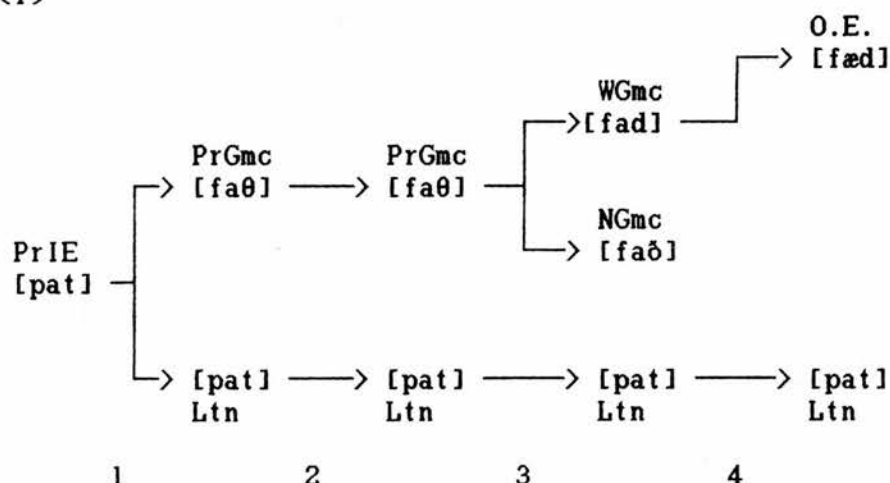 O.E.
[fæd]
WGmc
[fad]
PrGmc PrGmc
[faθ] [faθ]
NGmc
[fað]
PrIE
[pat]
[pat] [pat] [pat] [pat]
Ltn Ltn Ltn Ltn
1 2 3 4